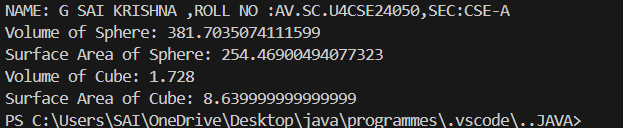 NAME: G SAI KRISHNA ,ROLL NO :AV.SC.U4CSE24050,SEC:CSE-A
Volume of Sphere: 381.7035074111599
Surface Area of Sphere: 254.46900494077323
Volume of Cube: 1.728
Surface Area of Cube: 8.639999999999999
PS C:\Users\SAI\OneDrive\Desktop\java\programmes\.vscode\..JAVA>